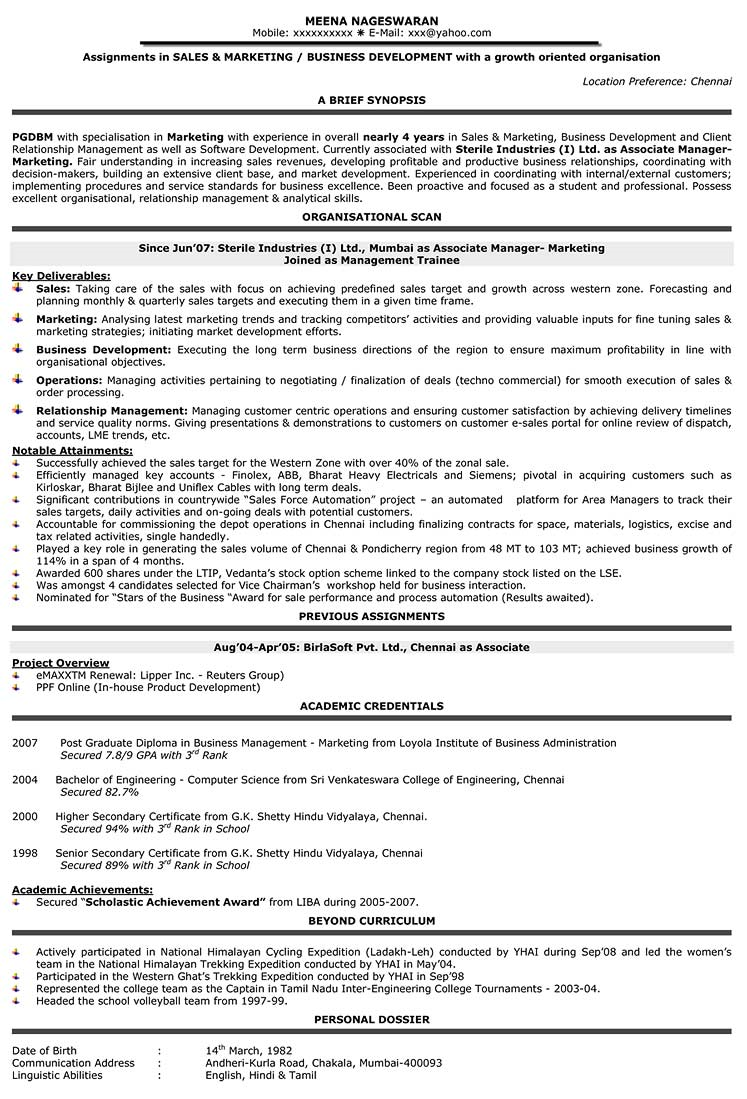 MEENA NAGESWARAN
Mobile: xxxxxxxxxx ✷ E-Mail: xxx@yahoo.com
Assignments in SALES & MARKETING / BUSINESS DEVELOPMENT with a growth oriented organisation
Location Preference: Chennai
A BRIEF SYNOPSIS
PGDBM with specialisation in Marketing with experience in overall nearly 4 years in Sales & Marketing, Business Development and Client
Relationship Management as well as Software Development. Currently associated with Sterile Industries (I) Ltd. as Associate Manager-
Marketing. Fair understanding in increasing sales revenues, developing profitable and productive business relationships, coordinating with
decision-makers, building an extensive client base, and market development. Experienced in coordinating with internal/external customers;
implementing procedures and service standards for business excellence. Been proactive and focused as a student and professional. Possess
excellent organisational, relationship management & analytical skills.
ORGANISATIONAL SCAN
Since Jun'07: Sterile Industries (I) Ltd., Mumbai as Associate Manager- Marketing
Joined as Management Trainee
Key Deliverables:
Sales: Taking care of the sales with focus on achieving predefined sales target and growth across western zone. Forecasting and
planning monthly & quarterly sales targets and executing them in a given time frame.
Marketing: Analysing latest marketing trends and tracking competitors' activities and providing valuable inputs for fine tuning sales &
marketing strategies; initiating market development efforts.
Business Development: Executing the long term business directions of the region to ensure maximum profitability in line with
organisational objectives.
Operations: Managing activities pertaining to negotiating / finalization of deals (techno commercial) for smooth execution of sales &
order processing.
Relationship Management: Managing customer centric operations and ensuring customer satisfaction by achieving delivery timelines
and service quality norms. Giving presentations & demonstrations to customers on customer e-sales portal for online review of dispatch,
accounts, LME trends, etc.
Notable Attainments:
Successfully achieved the sales target for the Western Zone with over 40% of the zonal sale.
Efficiently managed key accounts - Finolex, ABB, Bharat Heavy Electricals and Siemens; pivotal in acquiring customers such as
Kirloskar, Bharat Bijlee and Uniflex Cables with long term deals.
Significant contributions in countrywide "Sales Force Automation" project – an automated platform for Area Managers to track their
sales targets, daily activities and on-going deals with potential customers.
Accountable for commissioning the depot operations in Chennai including finalizing contracts for space, materials, logistics, excise and
tax related activities, single handedly.
Played a key role in generating the sales volume of Chennai & Pondicherry region from 48 MT to 103 MT; achieved business growth of
114% in a span of 4 months.
Awarded 600 shares under the LTIP, Vedanta's stock option scheme linked to the company stock listed on the LSE.
Was amongst 4 candidates selected for Vice Chairman's workshop held for business interaction.
Nominated for "Stars of the Business "Award for sale performance and process automation (Results awaited).
PREVIOUS ASSIGNMENTS
Aug'04-Apr'05: BirlaSoft Pvt. Ltd., Chennai as Associate
Project Overview
eMAXXTM Renewal: Lipper Inc. - Reuters Group)
PPF Online (In-house Product Development)
ACADEMIC CREDENTIALS
2007 Post Graduate Diploma in Business Management - Marketing from Loyola Institute of Business Administration
Secured 7.8/9 GPA with 3rd Rank
2004 Bachelor of Engineering - Computer Science from Sri Venkateswara College of Engineering, Chennai
Secured 82.7%
2000 Higher Secondary Certificate from G.K. Shetty Hindu Vidyalaya, Chennai.
Secured 94% with 3rd Rank in School
1998 Senior Secondary Certificate from G.K. Shetty Hindu Vidyalaya, Chennai
Secured 89% with 3rd Rank in School
Academic Achievements:
Secured "Scholastic Achievement Award" from LIBA during 2005-2007.
BEYOND CURRICULUM
Actively participated in National Himalayan Cycling Expedition (Ladakh-Leh) conducted by YHAI during Sep'08 and led the women's
team in the National Himalayan Trekking Expedition conducted by YHAI in May'04.
Participated in the Western Ghat's Trekking Expedition conducted by YHAI in Sep'98
Represented the college team as the Captain in Tamil Nadu Inter-Engineering College Tournaments - 2003-04.
Headed the school volleyball team from 1997-99.
PERSONAL DOSSIER
Date of Birth : 14th March, 1982
Communication Address : Andheri-Kurla Road, Chakala, Mumbai-400093
Linguistic Abilities : English, Hindi & Tamil